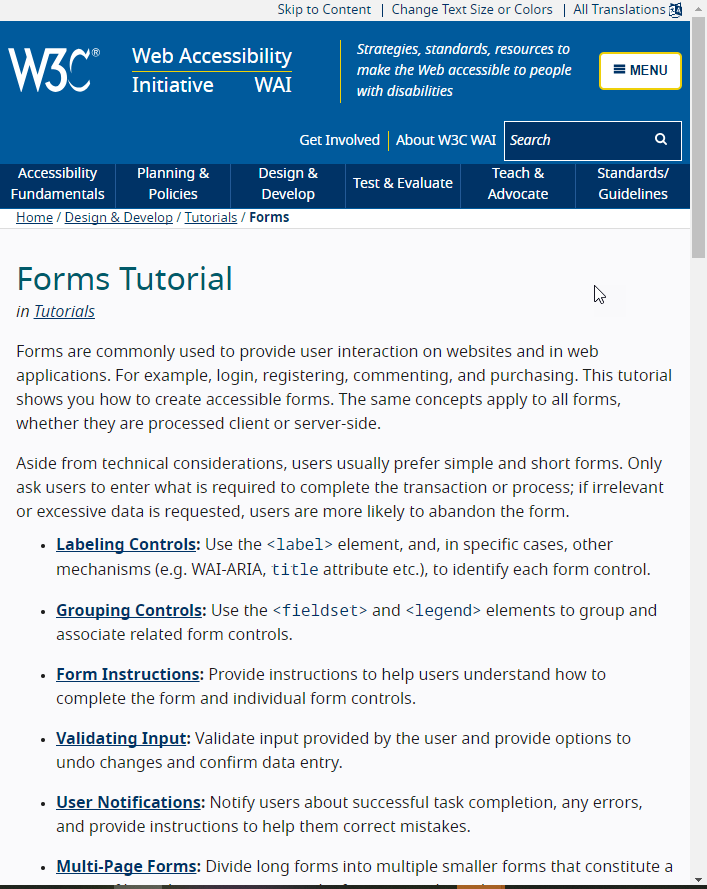 Skip to Content | Change Text Size or Colors | All Translations
W3C® Web Accessibility Initiative WAI
Strategies, standards, resources to
make the Web accessible to people
with disabilities
MENU
Get Involved | About W3C WAI Search
Accessibility Fundamentals
Planning & Policies
Design & Develop
Test & Evaluate
Teach & Advocate
Standards/ Guidelines
Home / Design & Develop / Tutorials / Forms
Forms Tutorial
in Tutorials
Forms are commonly used to provide user interaction on websites and in web
applications. For example, login, registering, commenting, and purchasing. This tutorial
shows you how to create accessible forms. The same concepts apply to all forms,
whether they are processed client or server-side.
Aside from technical considerations, users usually prefer simple and short forms. Only
ask users to enter what is required to complete the transaction or process; if irrelevant
or excessive data is requested, users are more likely to abandon the form.
• Labeling Controls: Use the <label> element, and, in specific cases, other
mechanisms (e.g. WAI-ARIA, title attribute etc.), to identify each form control.
• Grouping Controls: Use the <fieldset> and <legend> elements to group and
associate related form controls.
• Form Instructions: Provide instructions to help users understand how to
complete the form and individual form controls.
• Validating Input: Validate input provided by the user and provide options to
undo changes and confirm data entry.
• User Notifications: Notify users about successful task completion, any errors,
and provide instructions to help them correct mistakes.
• Multi-Page Forms: Divide long forms into multiple smaller forms that constitute a